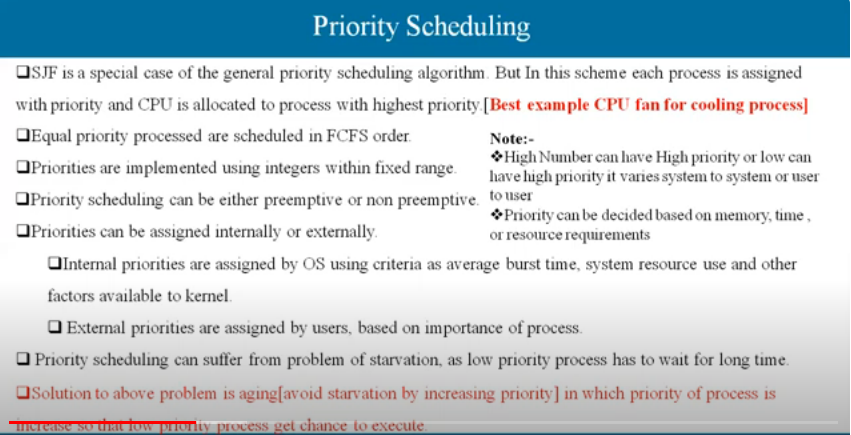 Priority Scheduling
❑SJF is a special case of the general priority scheduling algorithm. But In this scheme each process is assigned
with priority and CPU is allocated to process with highest priority.[Best example CPU fan for cooling process]
❑Equal priority processed are scheduled in FCFS order.
❑Priorities are implemented using integers within fixed range.
❑Priority scheduling can be either preemptive or non preemptive.
❑Priorities can be assigned internally or externally.
Note:-
❖High Number can have High priority or low can
have high priority it varies system to system or user
to user
❖Priority can be decided based on memory, time ,
or resource requirements
❑Internal priorities are assigned by OS using criteria as average burst time, system resource use and other
factors available to kernel.
❑ External priorities are assigned by users, based on importance of process.
❑ Priority scheduling can suffer from problem of starvation, as low priority process has to wait for long time.
❑Solution to above problem is aging[avoid starvation by increasing priority] in which priority of process is
increase so that low priority process get chance to execute.